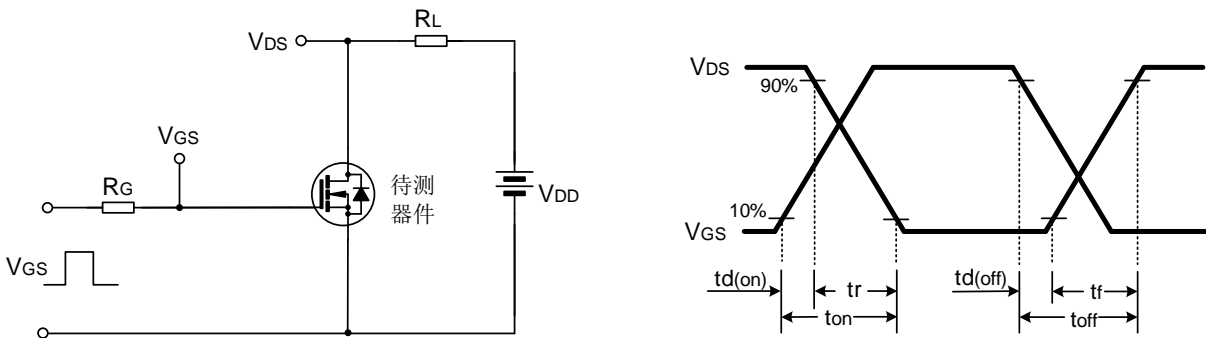 RL
VDS
VGS
RG
待测
器件
VDD
VGS
VDS
90%
10%
VGS
td(on)
tr
ton
td(off)
tf
toff